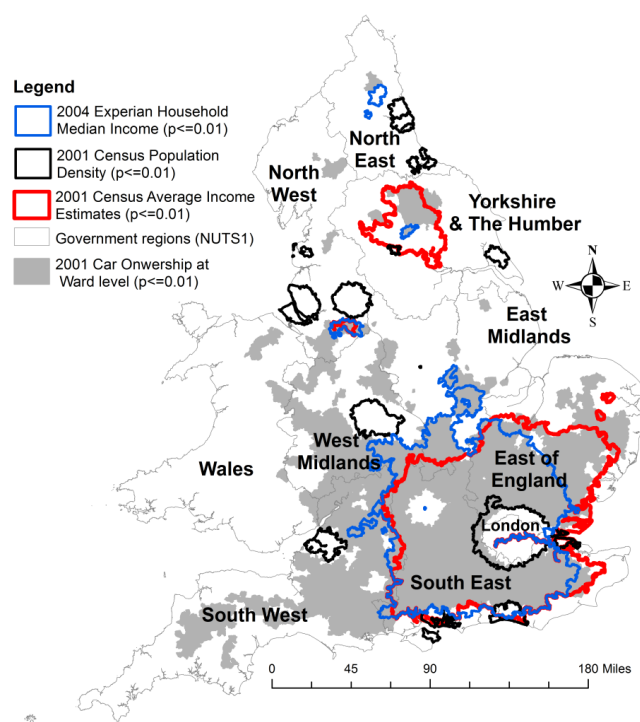 Legend
2004 Experian Household
Median Income (p<=0.01)
2001 Census Population
Density (p<=0.01)
2001 Census Average Income
Estimates (p<=0.01)
Government regions (NUTS1)
2001 Car Onwership at
Ward level (p<=0.01)
North
East
North
West
Yorkshire
& The Humber
N
W E
S
East
Midlands
West
Midlands
Wales
East of
England
London
South East
South West
0 45 90 180 Miles